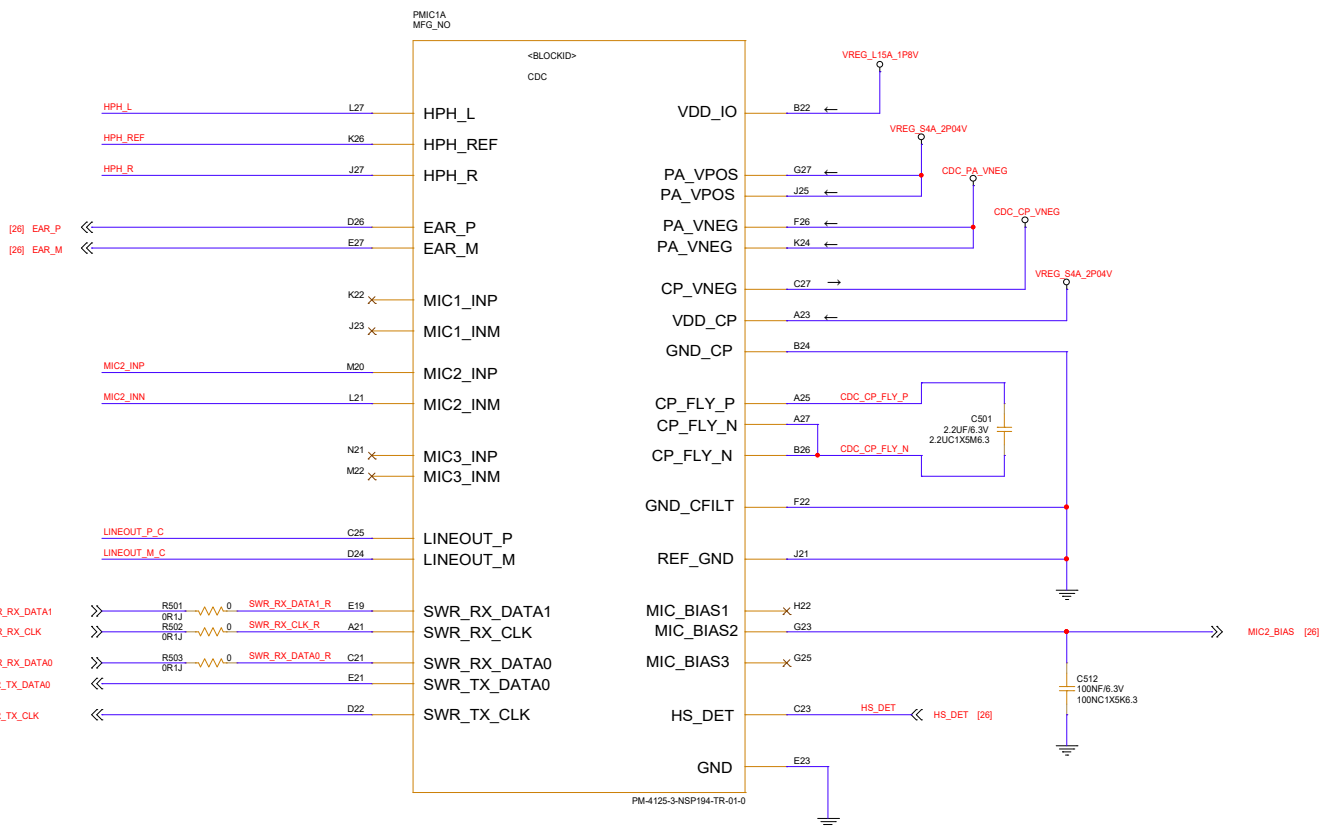 PMIC1A
MFG_NO
<BLOCKID>
CDC
VREG_L15A_1P8V
HPH_L L27 HPH_L VDD_IO B22 ←
HPH_REF K26 HPH_REF VREG_S4A_2P04V
HPH_R J27 HPH_R PA_VPOS G27 ← CDC_PA_VNEG
PA_VPOS J25 ←
[26] EAR_P D26 EAR_P PA_VNEG F26 ← CDC_CP_VNEG
[26] EAR_M E27 EAR_M PA_VNEG K24 ←
VREG_S4A_2P04V
K22 MIC1_INP CP_VNEG C27 →
J23 MIC1_INM VDD_CP A23 ←
GND_CP B24
MIC2_INP M20 MIC2_INP
MIC2_INN L21 MIC2_INM CP_FLY_P A25 CDC_CP_FLY_P
CP_FLY_N A27
C501
2.2UF/6.3V
2.2UC1X5M6.3
N21 MIC3_INP CP_FLY_N B26 CDC_CP_FLY_N
M22 MIC3_INM
GND_CFILT F22
LINEOUT_P_C C25 LINEOUT_P
LINEOUT_M_C D24 LINEOUT_M REF_GND J21
R_RX_DATA1 R501 0 SWR_RX_DATA1_R E19 SWR_RX_DATA1 MIC_BIAS1 H22
0R1J
R_RX_CLK R502 0 SWR_RX_CLK_R A21 SWR_RX_CLK MIC_BIAS2 G23 MIC2_BIAS [26]
0R1J
R_RX_DATA0 R503 0 SWR_RX_DATA0_R C21 SWR_RX_DATA0 MIC_BIAS3 G25
0R1J
R_TX_DATA0 E21 SWR_TX_DATA0
C512
100NF/6.3V
100NC1X5K6.3
R_TX_CLK D22 SWR_TX_CLK HS_DET C23 HS_DET HS_DET [26]
GND E23
PM-4125-3-NSP194-TR-01-0